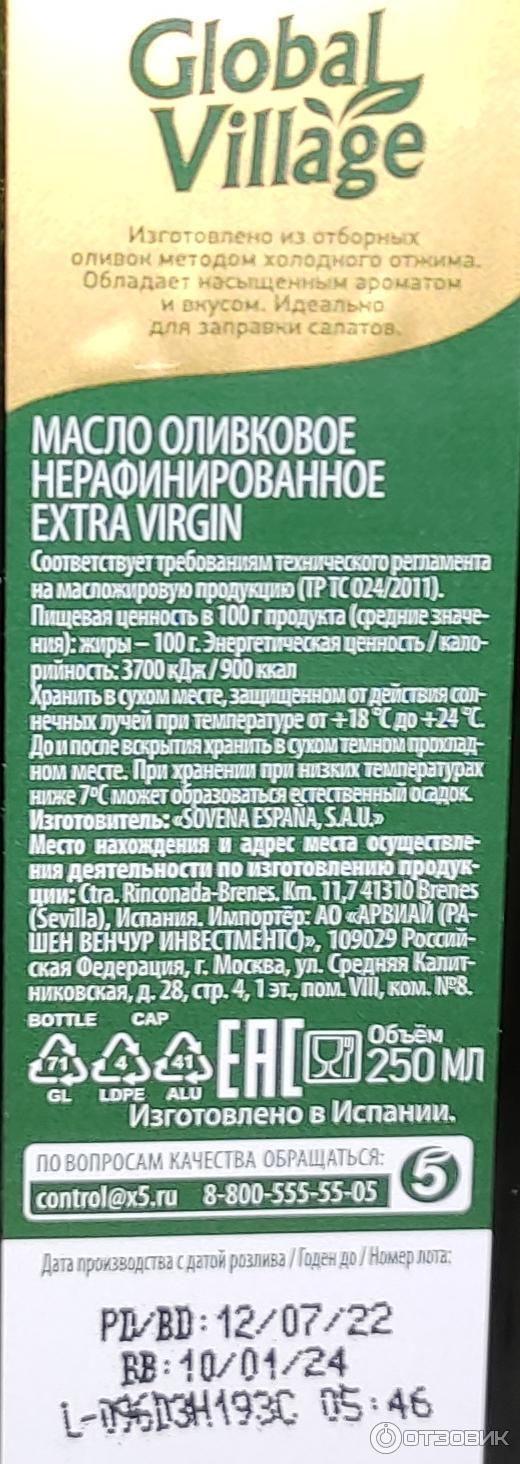 Global
Village
Изготовлено из отборных
оливок методом холодного отжима.
Обладает насыщенным ароматом
и вкусом. Идеально
для заправки салатов.
МАСЛО ОЛИВКОВОЕ
НЕРАФИНИРОВАННОЕ
EXTRA VIRGIN
Соответствует требованиям технического регламента
на масложировую продукцию (ТР ТС 024/2011).
Пищевая ценность в 100 г продукта (средние значе-
ния): жиры – 100 г. Энергетическая ценность / кало-
рийность: 3700 кДж / 900 ккал
Хранить в сухом месте, защищенном от действия сол-
нечных лучей при температуре от +18 °С до +24 °С.
До и после вскрытия хранить в сухом темном прохлад-
ном месте. При хранении при низких температурах
ниже 7°С может образоваться естественный осадок.
Изготовитель: «SOVENA ESPAÑA, S.A.U.»
Место нахождения и адрес места осуществле-
ния деятельности по изготовлению продук-
ции: Ctra. Rinconada-Brenes. Km. 11,7 41310 Brenes
(Sevilla), Испания. Импортёр: АО «АРВИАЙ (РА-
ШЕН ВЕНЧУР ИНВЕСТМЕНТС)», 109029 Россий-
ская Федерация, г. Москва, ул. Средняя Калит-
никовская, д. 28, стр. 4, 1 эт., пом. VIII, ком. №8.
BOTTLE CAP
71 4 41 EAC Объём
GL LDPE ALU 250 МЛ
Изготовлено в Испании.
ПО ВОПРОСАМ КАЧЕСТВА ОБРАЩАТЬСЯ:
control@x5.ru 8-800-555-55-05
5
Дата производства с датой розлива / Годен до / Номер лота:
PD/BD: 12/07/22
BB: 10/01/24
L-096D3H193C 05:46
ОТЗОВИК